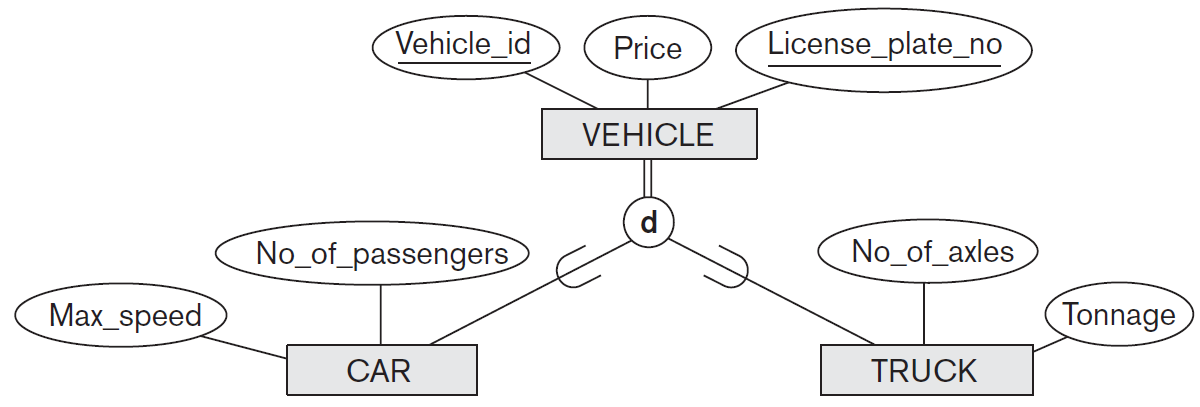 Vehicle_id
Price
License_plate_no
VEHICLE
d
No_of_passengers
No_of_axles
Max_speed
Tonnage
CAR
TRUCK